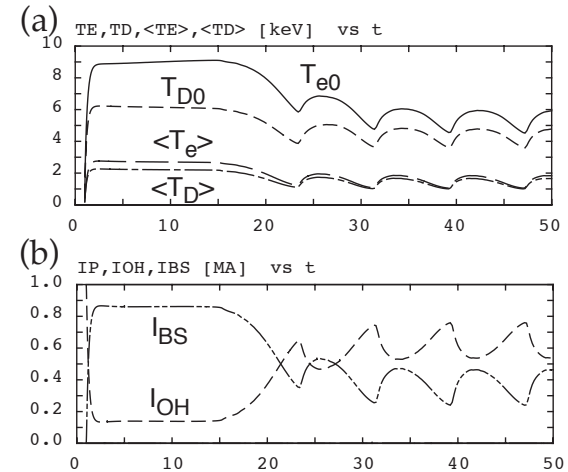 (a)
TE,TD,<TE>,<TD> [keV] vs t
10
8
6
4
2
0
T_D0
T_e0
<T_e>
<T_D>
0 10 20 30 40 50
(b)
IP,IOH,IBS [MA] vs t
1.0
0.8
0.6
0.4
0.2
0.0
I_BS
I_OH
0 10 20 30 40 50